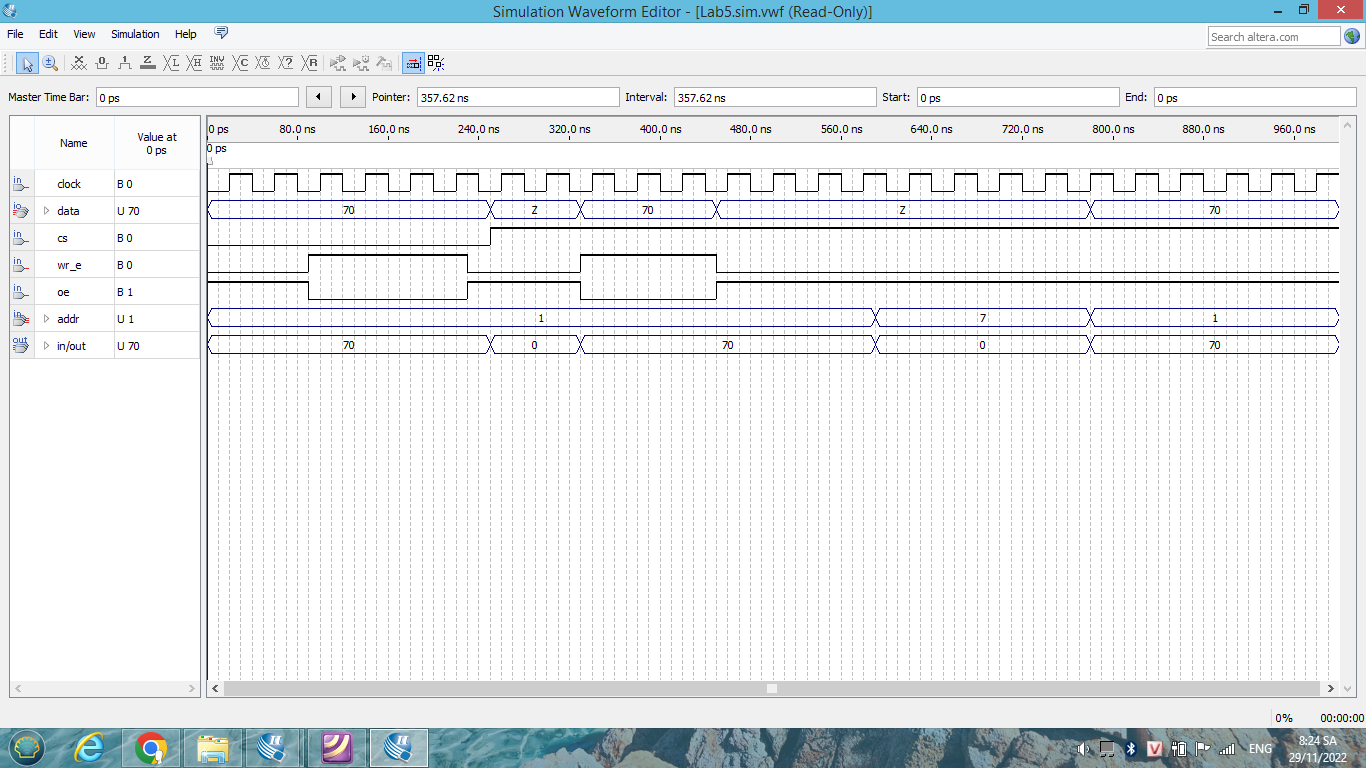 Simulation Waveform Editor - [Lab5.sim.vwf (Read-Only)]
File Edit View Simulation Help
Search altera.com
Master Time Bar: 0 ps Pointer: 357.62 ns Interval: 357.62 ns Start: 0 ps End: 0 ps
Name Value at 0 ps
0 ps 80.0 ns 160.0 ns 240.0 ns 320.0 ns 400.0 ns 480.0 ns 560.0 ns 640.0 ns 720.0 ns 800.0 ns 880.0 ns 960.0 ns
0 ps
in clock B 0
io data U 70 70 Z 70 Z 70
in cs B 0
in wr_e B 0
in oe B 1
in addr U 1 1 7 1
out in/out U 70 70 0 70 0 70
0% 00:00:00
ENG
8:24 SA
29/11/2022